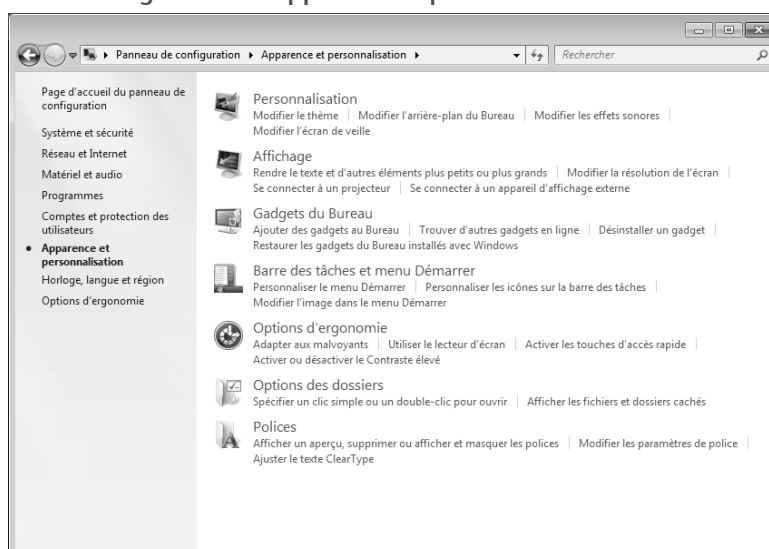 Panneau de configuration ▸ Apparence et personnalisation ▸
Rechercher
Page d'accueil du panneau de
configuration
Système et sécurité
Réseau et Internet
Matériel et audio
Programmes
Comptes et protection des
utilisateurs
Apparence et
personnalisation
Horloge, langue et région
Options d'ergonomie
Personnalisation
Modifier le thème | Modifier l'arrière-plan du Bureau | Modifier les effets sonores |
Modifier l'écran de veille
Affichage
Rendre le texte et d'autres éléments plus petits ou plus grands | Modifier la résolution de l'écran |
Se connecter à un projecteur | Se connecter à un appareil d'affichage externe
Gadgets du Bureau
Ajouter des gadgets au Bureau | Trouver d'autres gadgets en ligne | Désinstaller un gadget |
Restaurer les gadgets du Bureau installés avec Windows
Barre des tâches et menu Démarrer
Personnaliser le menu Démarrer | Personnaliser les icônes sur la barre des tâches |
Modifier l'image dans le menu Démarrer
Options d'ergonomie
Adapter aux malvoyants | Utiliser le lecteur d'écran | Activer les touches d'accès rapide |
Activer ou désactiver le Contraste élevé
Options des dossiers
Spécifier un clic simple ou un double-clic pour ouvrir | Afficher les fichiers et dossiers cachés
Polices
Afficher un aperçu, supprimer ou afficher et masquer les polices | Modifier les paramètres de police |
Ajuster le texte ClearType